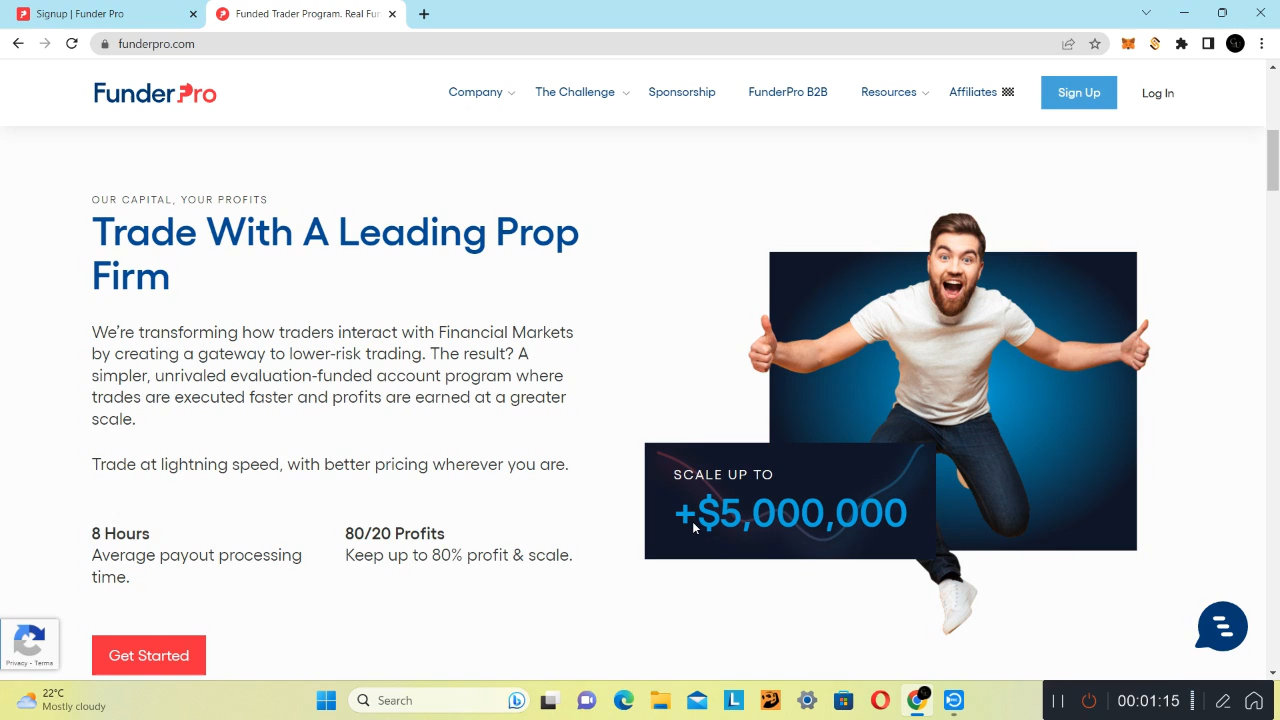 Signup | Funder Pro
Funded Trader Program. Real Fun
funderpro.com
FunderPro
Company
The Challenge
Sponsorship
FunderPro B2B
Resources
Affiliates
Sign Up
Log In
OUR CAPITAL, YOUR PROFITS
Trade With A Leading Prop
Firm
We’re transforming how traders interact with Financial Markets
by creating a gateway to lower-risk trading. The result? A
simpler, unrivaled evaluation-funded account program where
trades are executed faster and profits are earned at a greater
scale.
Trade at lightning speed, with better pricing wherever you are.
SCALE UP TO
+$5,000,000
8 Hours
Average payout processing
time.
80/20 Profits
Keep up to 80% profit & scale.
Get Started
Privacy - Terms
22°C
Mostly cloudy
Search
00:01:15